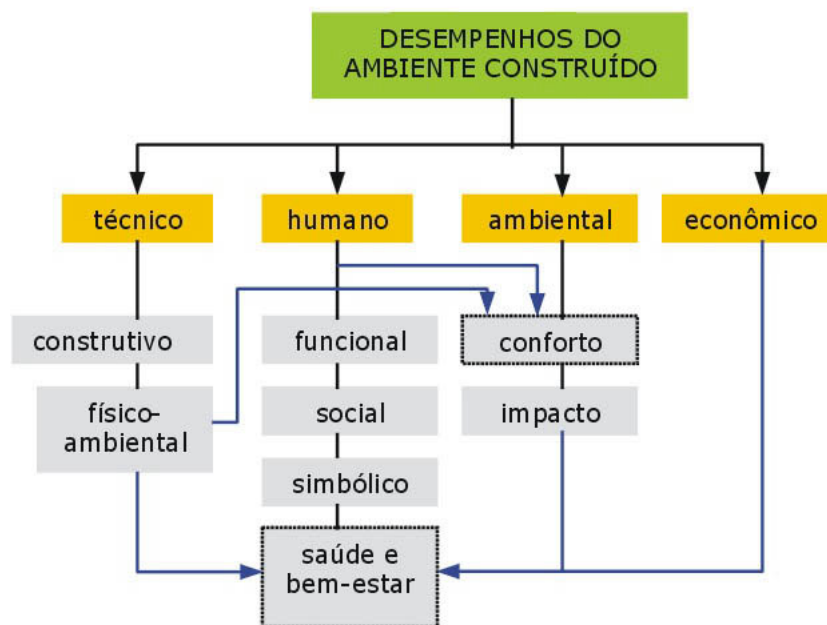 DESEMPENHOS DO
AMBIENTE CONSTRUÍDO
técnico
humano
ambiental
econômico
construtivo
funcional
conforto
físico-
ambiental
social
impacto
simbólico
saúde e
bem-estar